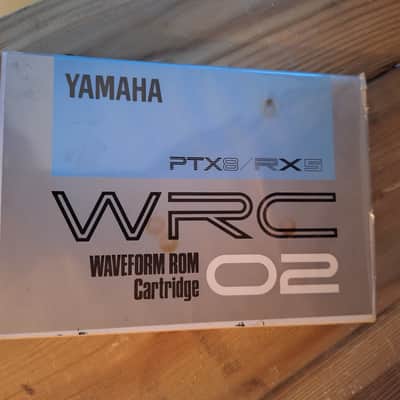 YAMAHA
PTX8/RX5
WRC
WAVEFORM ROM
Cartridge
02